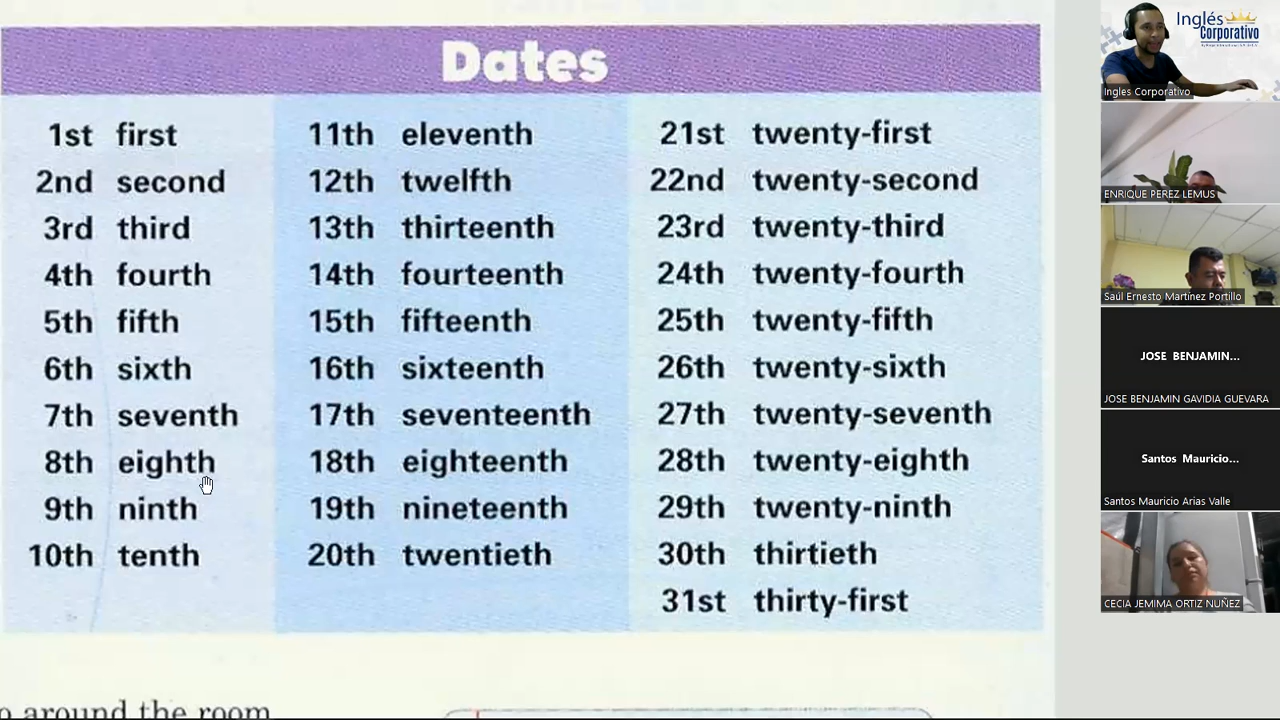 Dates
1st first
2nd second
3rd third
4th fourth
5th fifth
6th sixth
7th seventh
8th eighth
9th ninth
10th tenth
11th eleventh
12th twelfth
13th thirteenth
14th fourteenth
15th fifteenth
16th sixteenth
17th seventeenth
18th eighteenth
19th nineteenth
20th twentieth
21st twenty-first
22nd twenty-second
23rd twenty-third
24th twenty-fourth
25th twenty-fifth
26th twenty-sixth
27th twenty-seventh
28th twenty-eighth
29th twenty-ninth
30th thirtieth
31st thirty-first
around the room
Inglés
Corporativo
Ingles Corporativo
ENRIQUE PEREZ LEMUS
Saúl Ernesto Martínez Portillo
JOSE BENJAMIN...
JOSE BENJAMIN GAVIDIA GUEVARA
Santos Mauricio...
Santos Mauricio Arias Valle
CECIA JEMIMA ORTIZ NUÑEZ